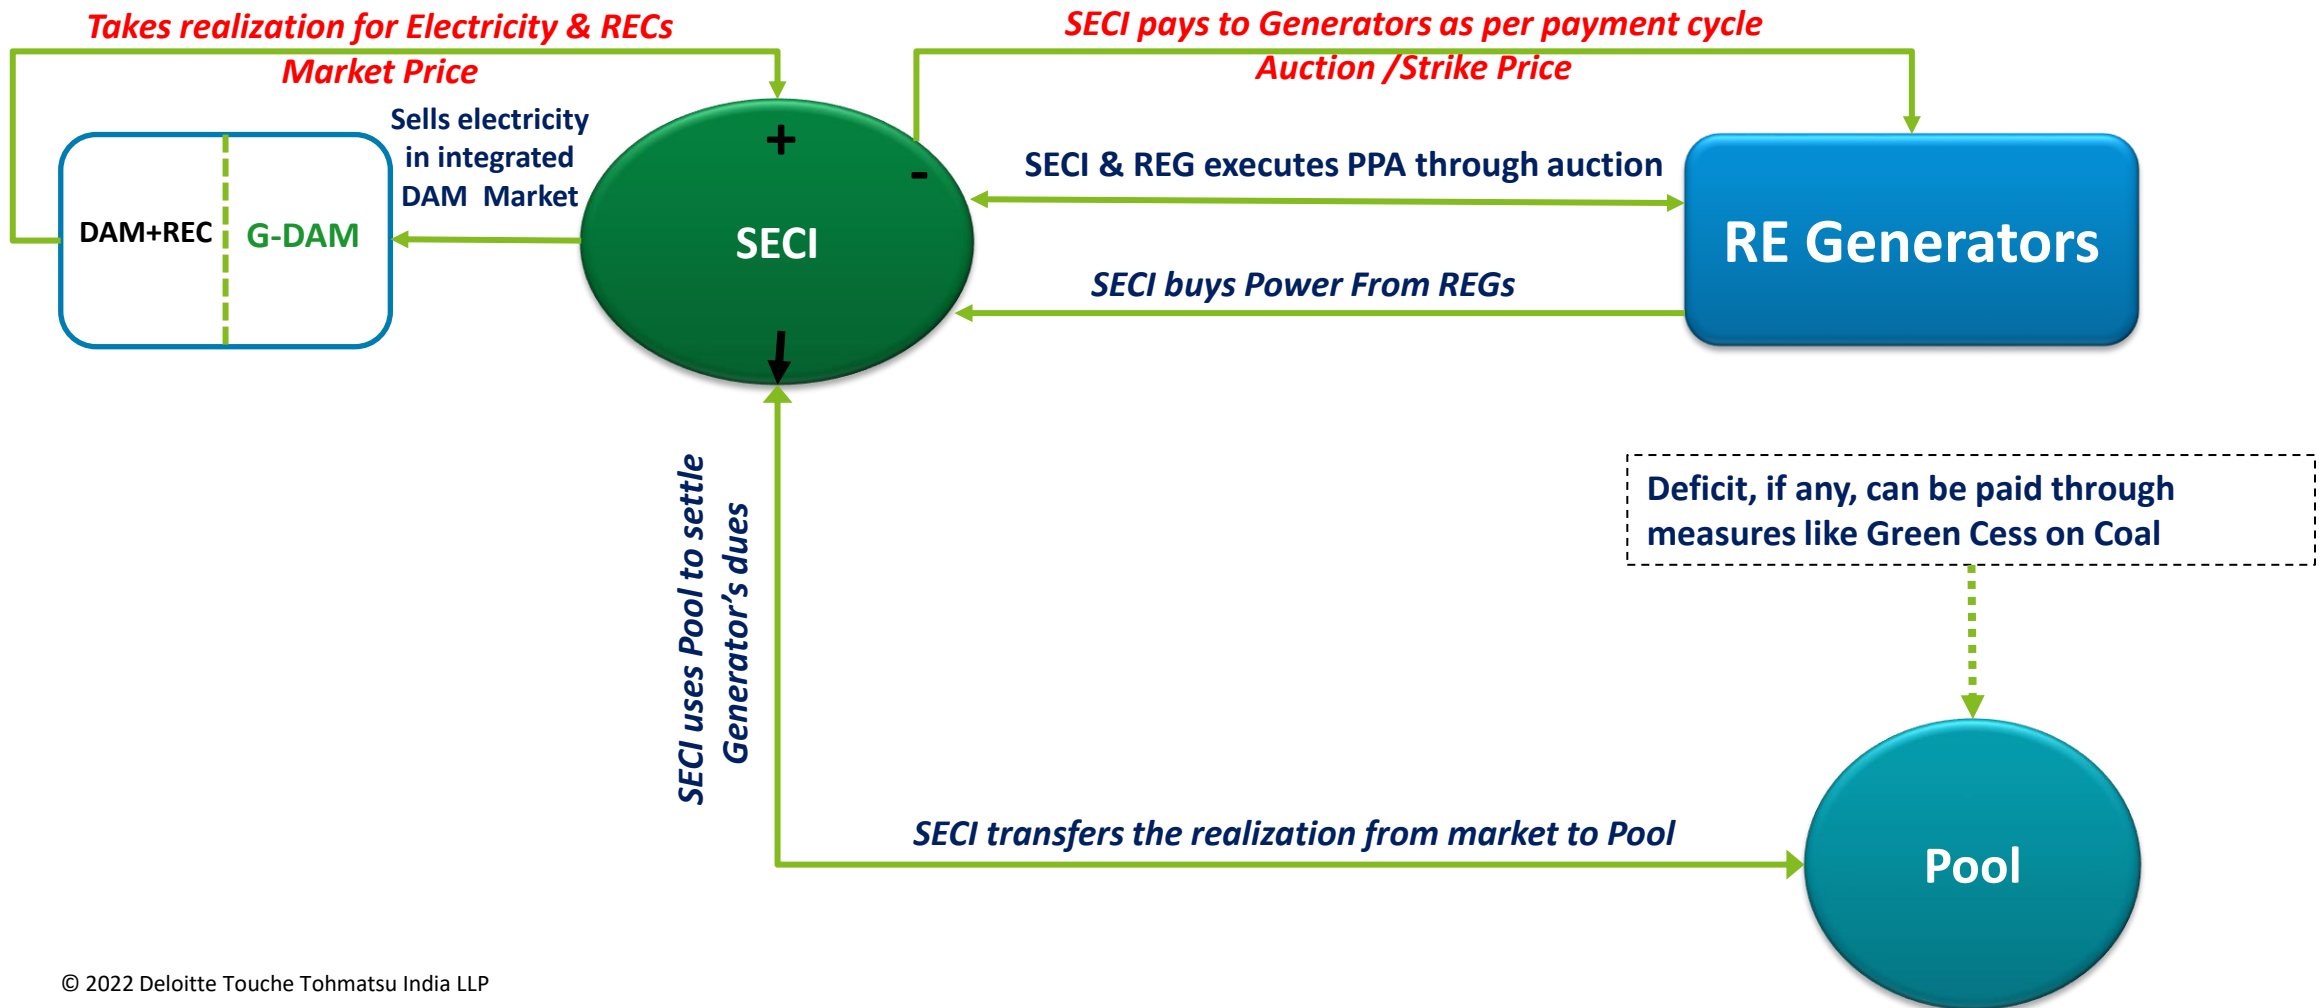 Takes realization for Electricity & RECs
Market Price
SECI pays to Generators as per payment cycle
Auction /Strike Price
Sells electricity
in integrated
DAM Market
DAM+REC
G-DAM
+
-
SECI
SECI & REG executes PPA through auction
SECI buys Power From REGs
RE Generators
SECI uses Pool to settle
Generator’s dues
Deficit, if any, can be paid through
measures like Green Cess on Coal
SECI transfers the realization from market to Pool
Pool
© 2022 Deloitte Touche Tohmatsu India LLP